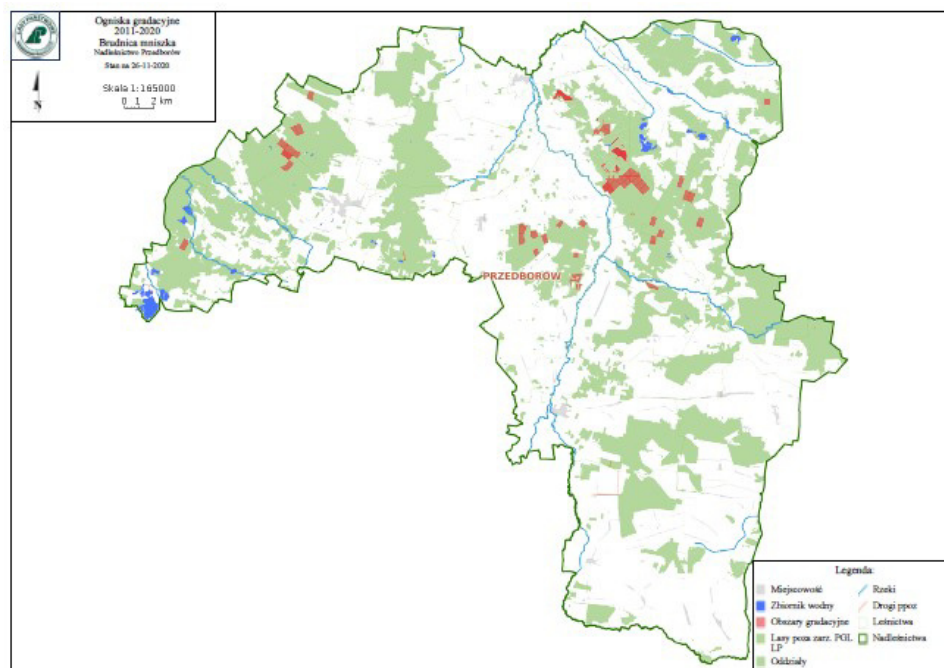 LASY PAŃSTWOWE
Ogniska gradacyjne
2011-2020
Brudnica mniszka
Nadleśnictwo Przedborów
Stan na 26-11-2020
Skala 1:165000
0 1 2 km
N
PRZEDBORÓW
Legenda:
Miejscowość
Zbiornik wodny
Obszary gradacyjne
Lasy poza zarz. PGL
LP
Oddziały
Rzeki
Drogi ppoż
Leśnictwa
Nadleśnictwa